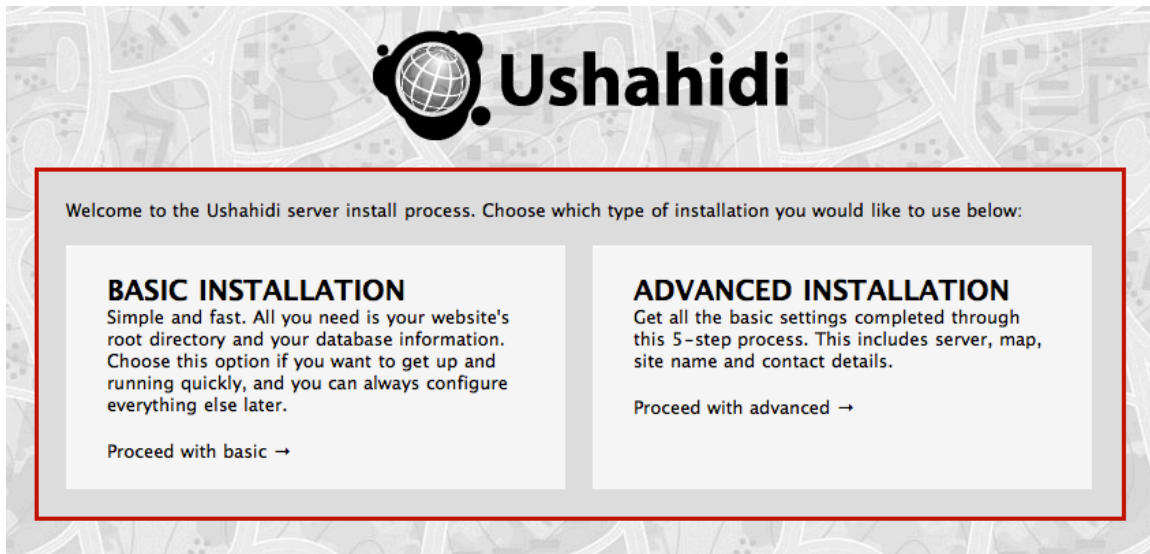 Ushahidi
Welcome to the Ushahidi server install process. Choose which type of installation you would like to use below:
BASIC INSTALLATION
Simple and fast. All you need is your website's
root directory and your database information.
Choose this option if you want to get up and
running quickly, and you can always configure
everything else later.
Proceed with basic →
ADVANCED INSTALLATION
Get all the basic settings completed through
this 5-step process. This includes server, map,
site name and contact details.
Proceed with advanced →